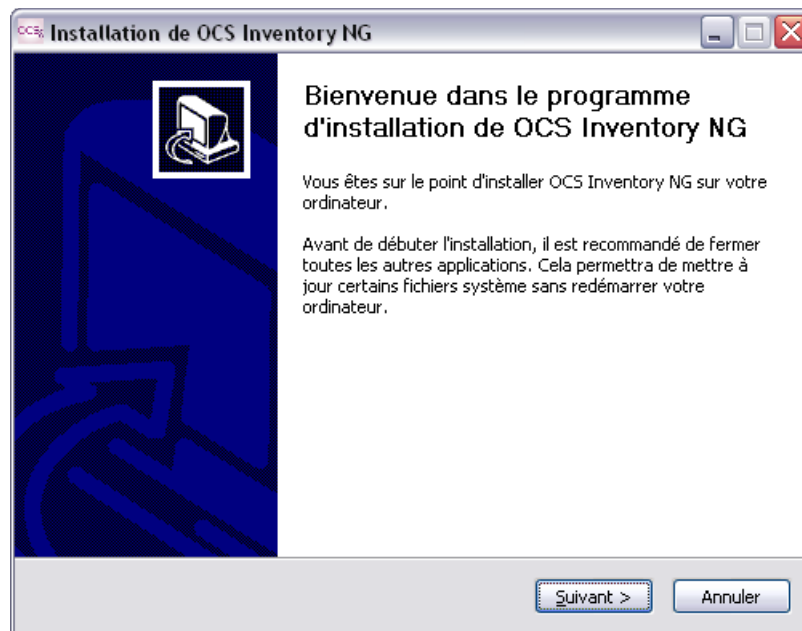 OCS
Installation de OCS Inventory NG
Bienvenue dans le programme
d'installation de OCS Inventory NG
Vous êtes sur le point d'installer OCS Inventory NG sur votre
ordinateur.
Avant de débuter l'installation, il est recommandé de fermer
toutes les autres applications. Cela permettra de mettre à
jour certains fichiers système sans redémarrer votre
ordinateur.
Suivant >
Annuler